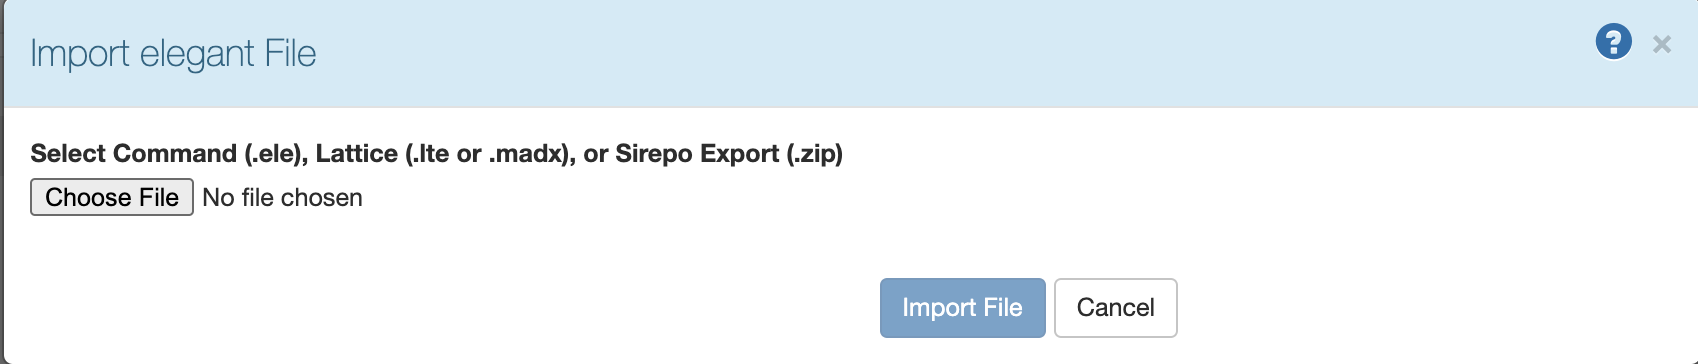 Import elegant File
? ×
Select Command (.ele), Lattice (.lte or .madx), or Sirepo Export (.zip)
Choose File No file chosen
Import File Cancel